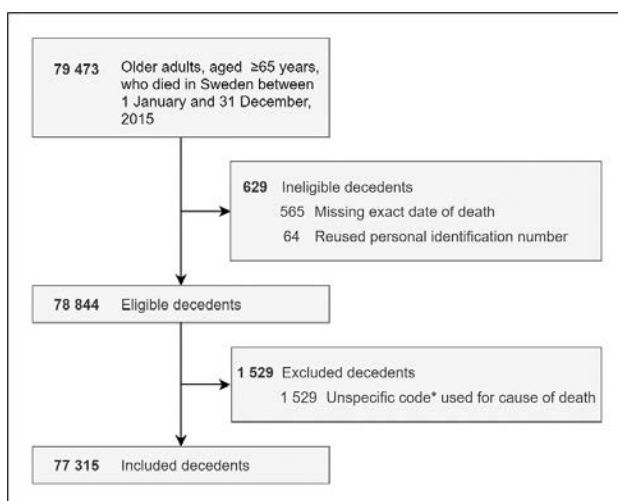 79 473 Older adults, aged ≥65 years,
who died in Sweden between
1 January and 31 December,
2015
629 Ineligible decedents
565 Missing exact date of death
64 Reused personal identification number
78 844 Eligible decedents
1 529 Excluded decedents
1 529 Unspecific code* used for cause of death
77 315 Included decedents